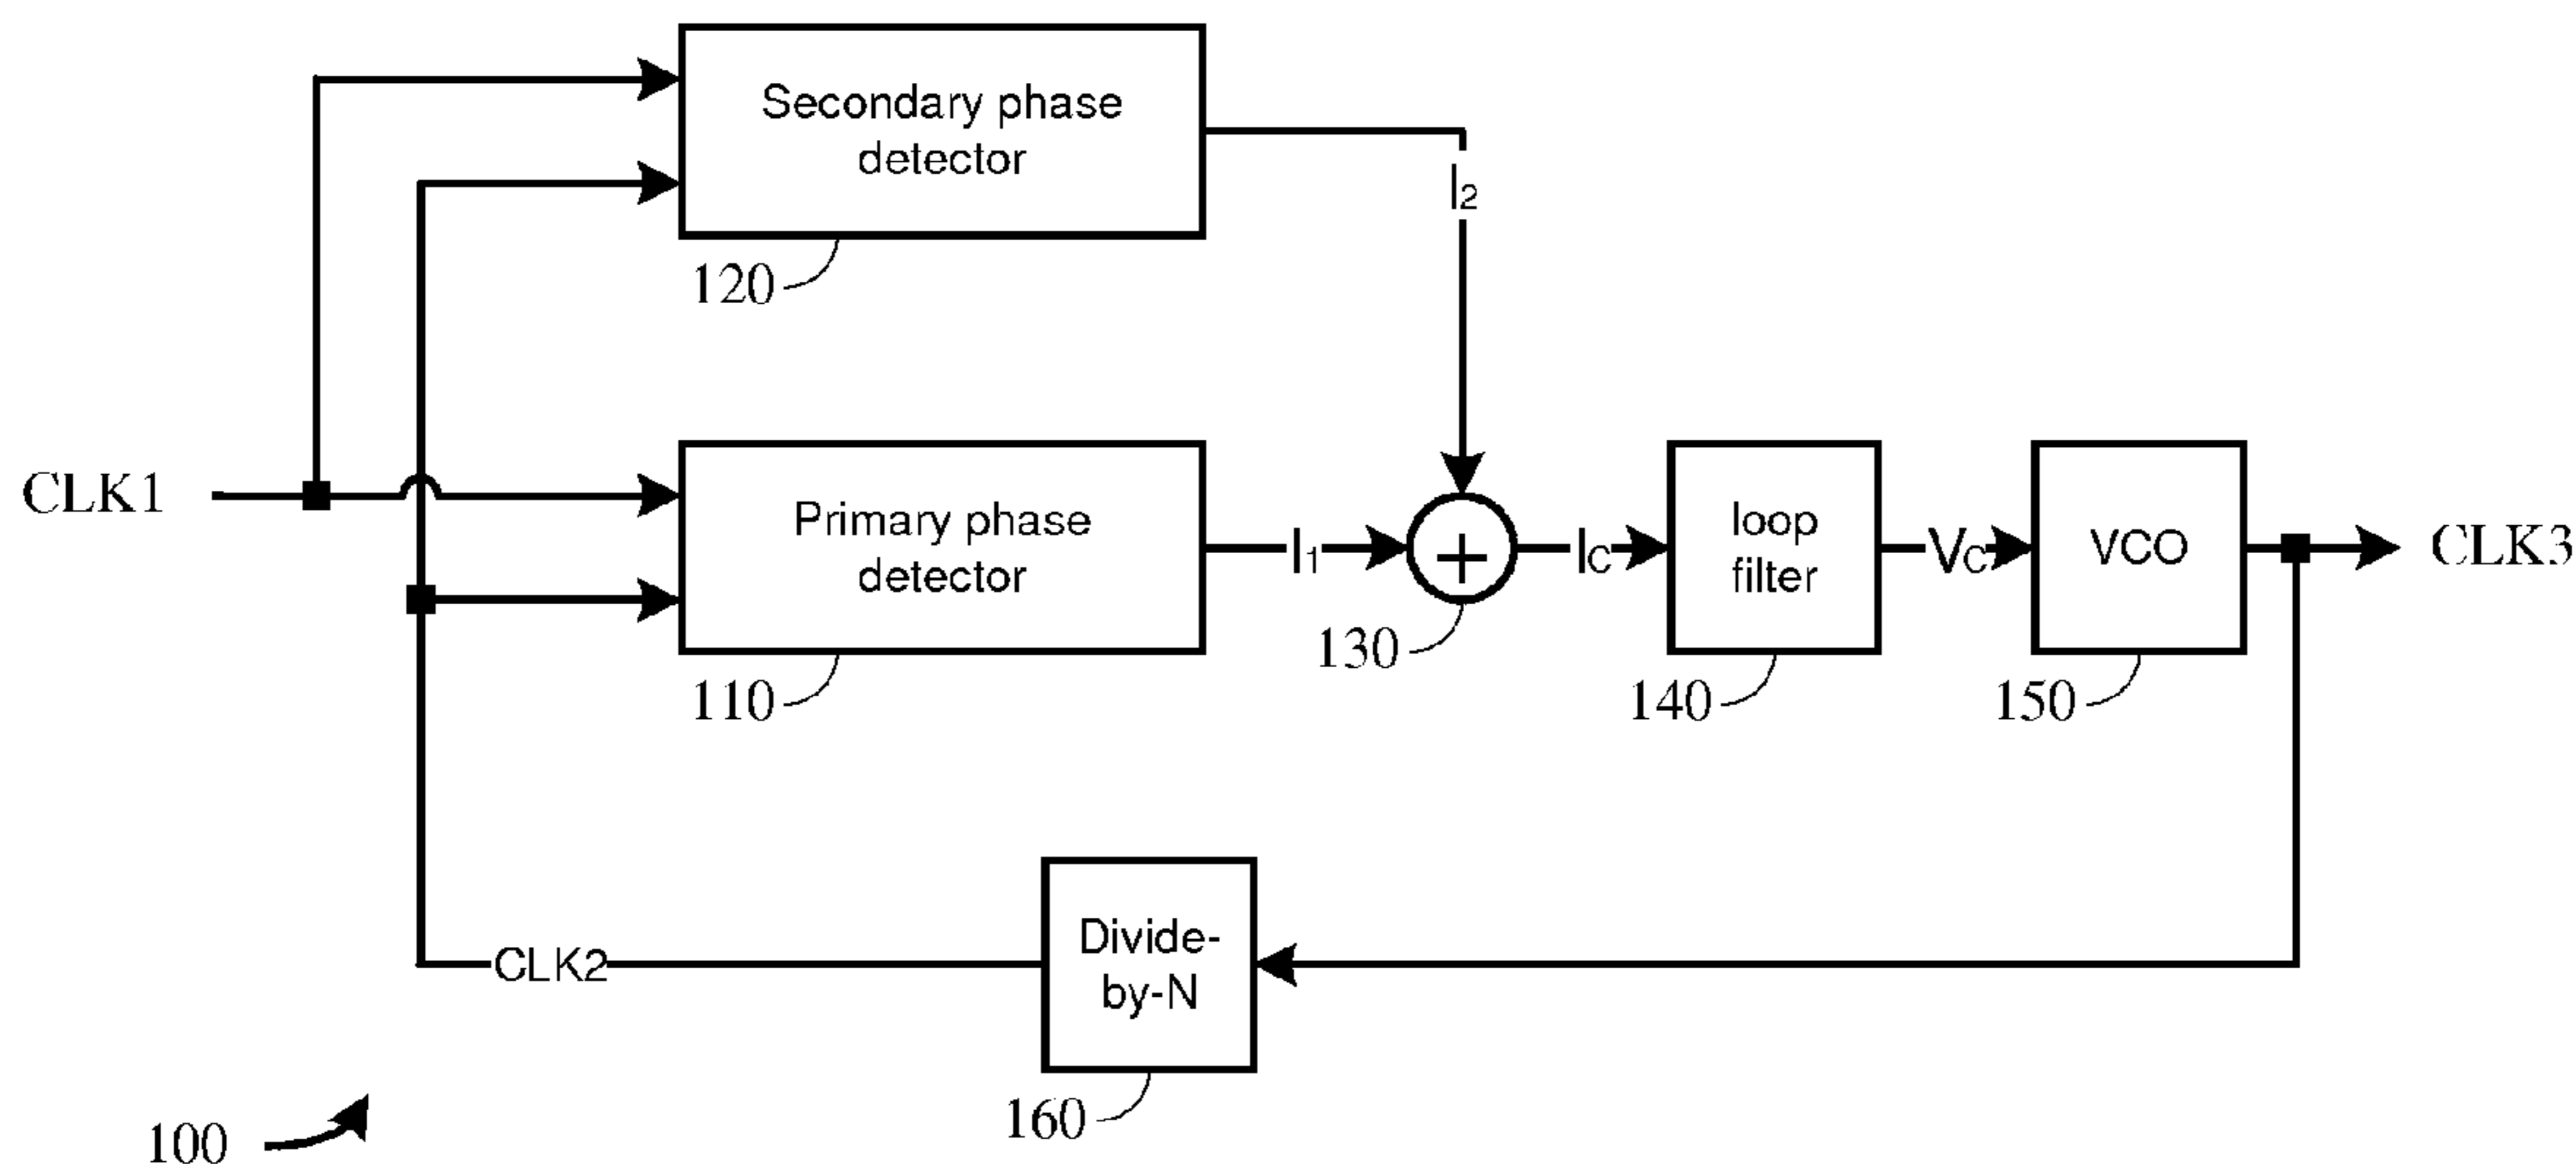 Secondary phase
detector
I2
120
CLK1
Primary phase
detector
I1
+
IC
loop
filter
VC
VCO
CLK3
130
110
140
150
CLK2
Divide-
by-N
160
100